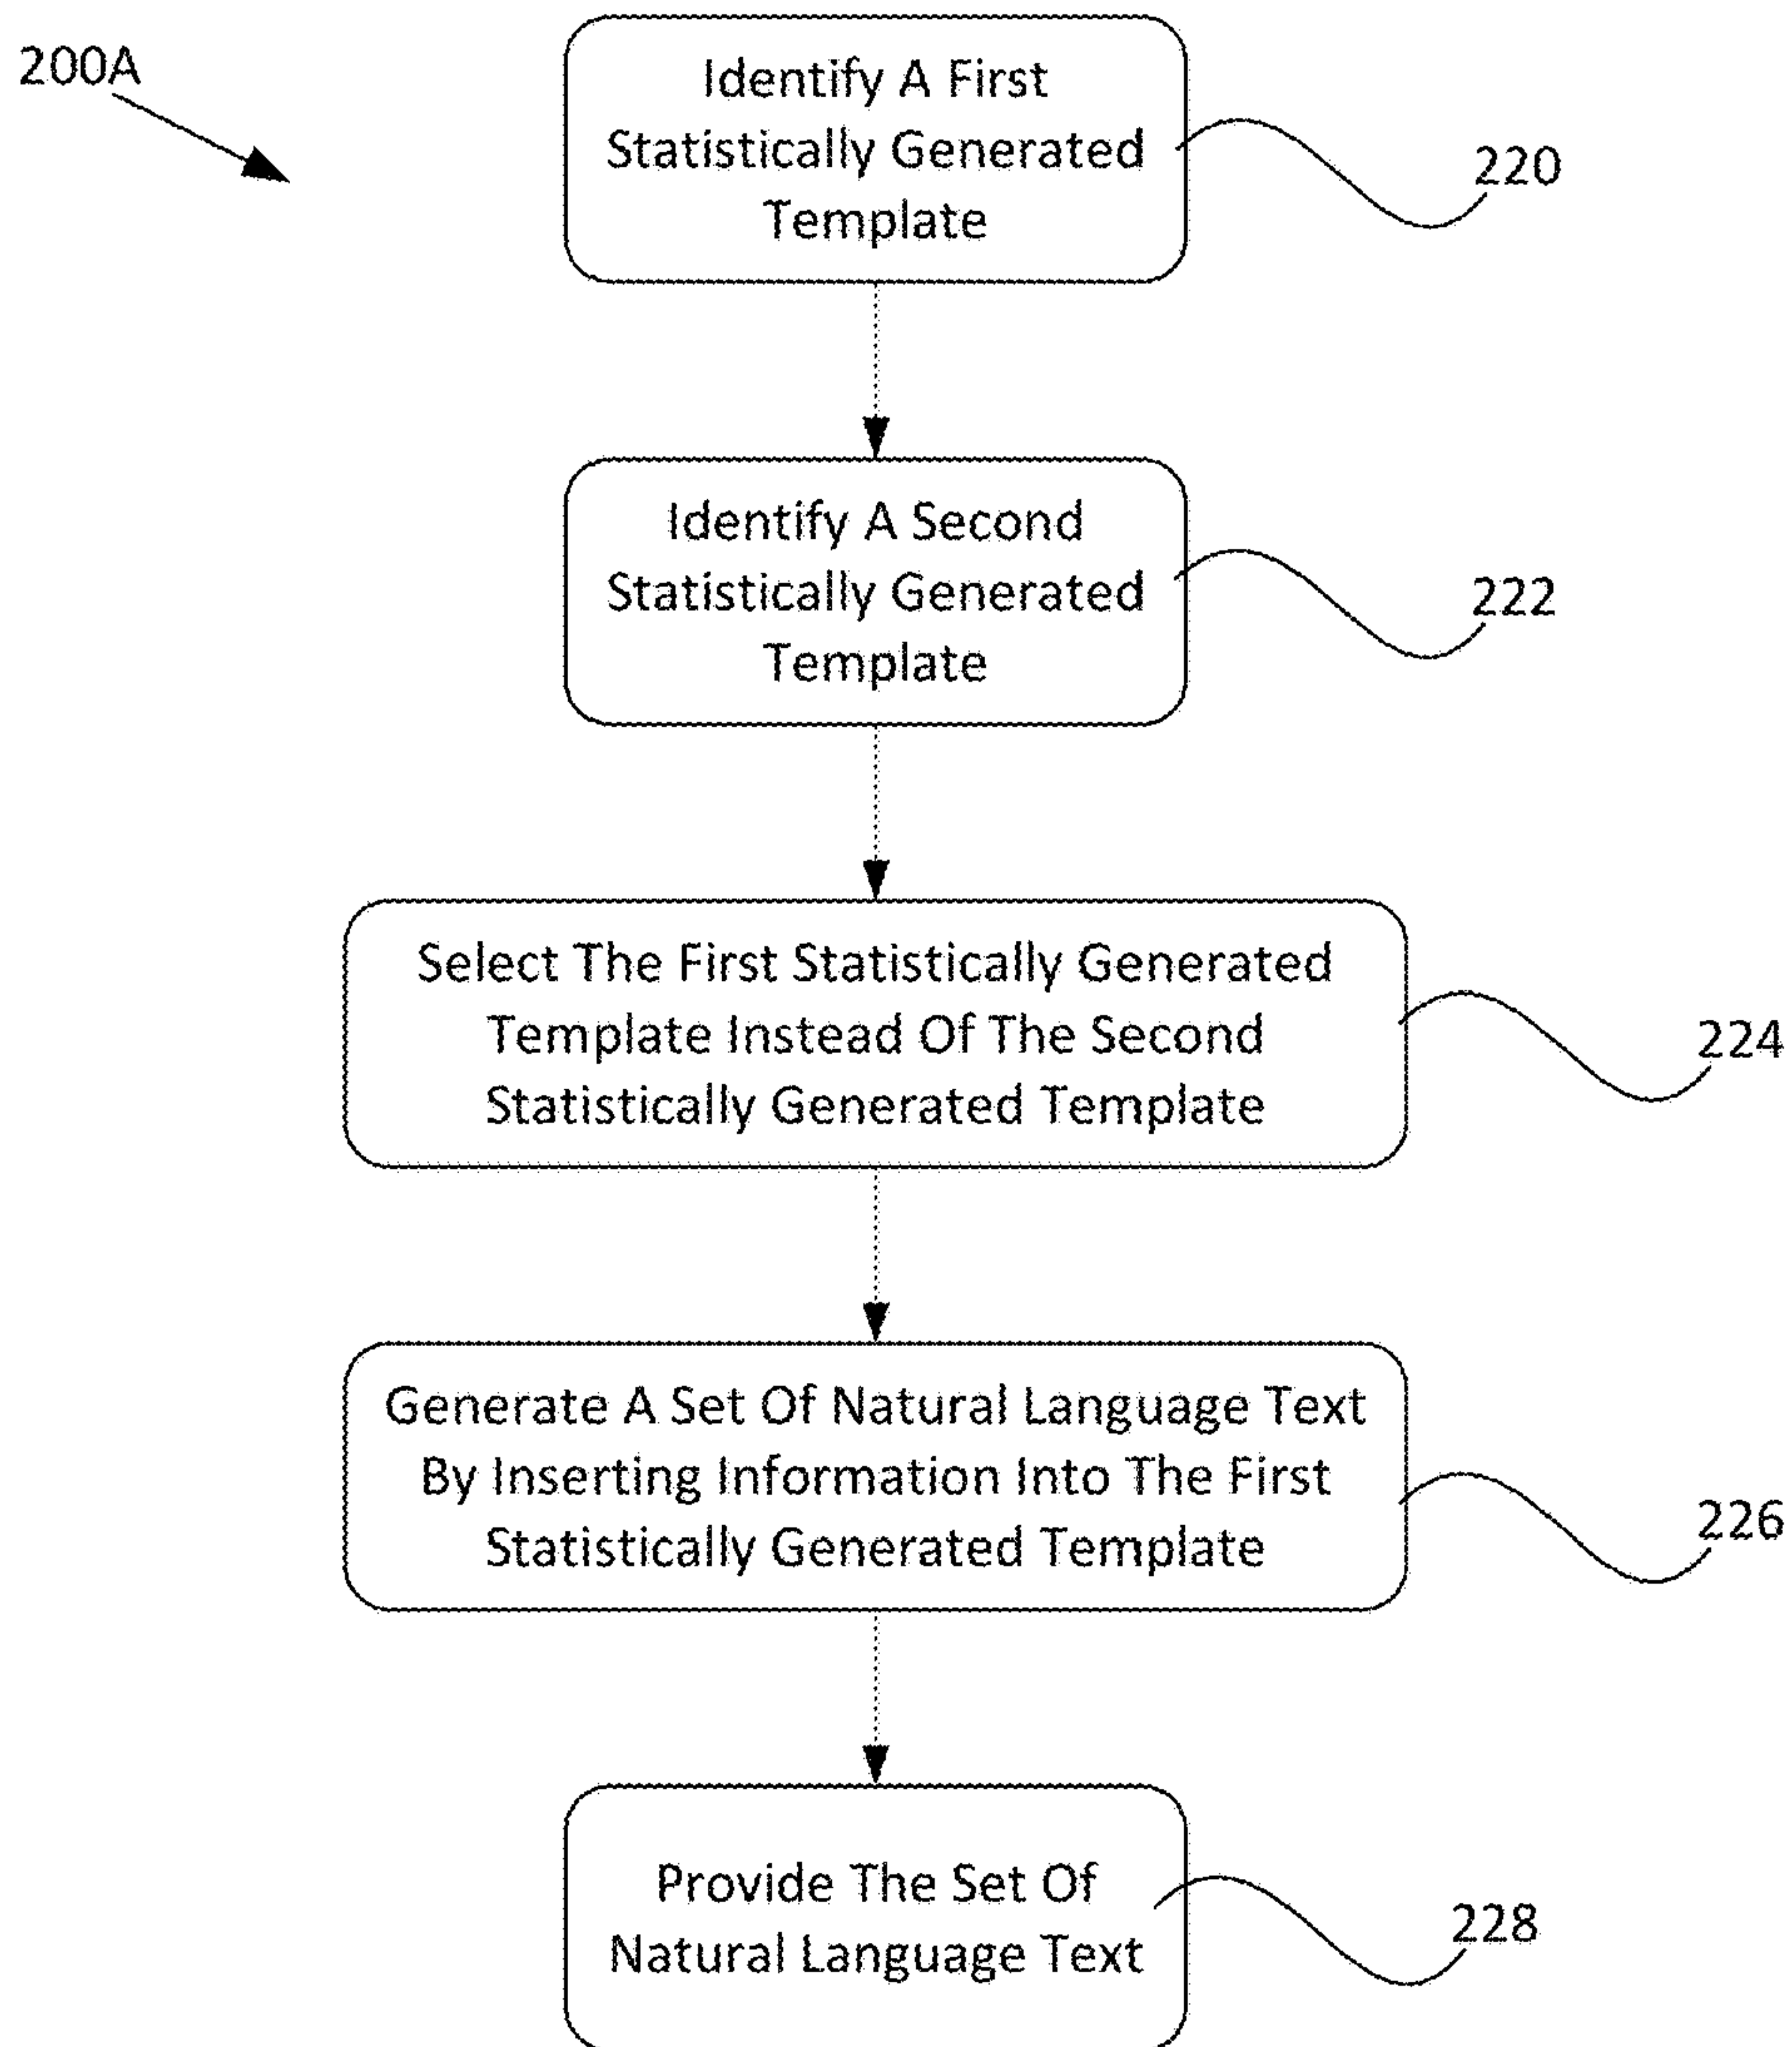 200A
Identify A First
Statistically Generated
Template
220
Identify A Second
Statistically Generated
Template
222
Select The First Statistically Generated
Template Instead Of The Second
Statistically Generated Template
224
Generate A Set Of Natural Language Text
By Inserting Information Into The First
Statistically Generated Template
226
Provide The Set Of
Natural Language Text
228